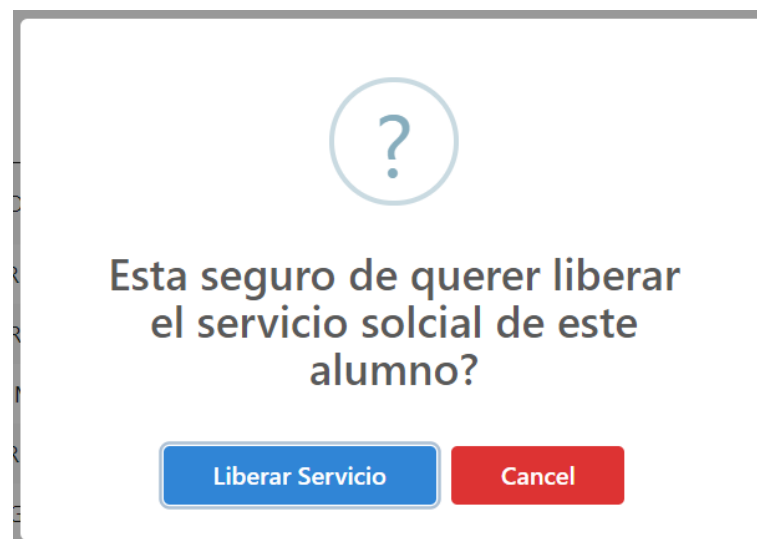 ?
Esta seguro de querer liberar
el servicio solcial de este
alumno?
Liberar Servicio
Cancel